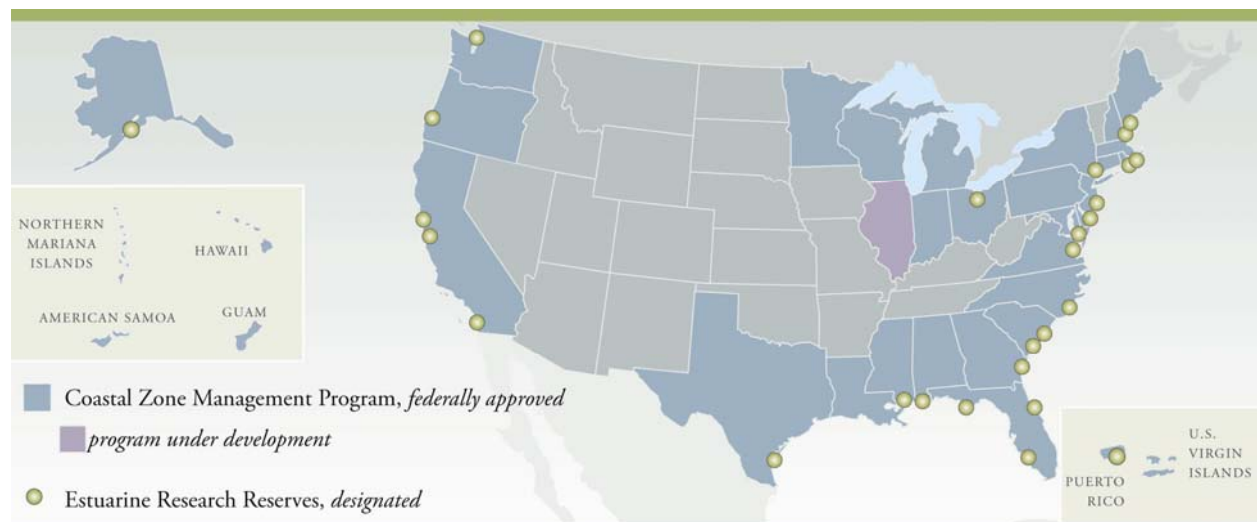 NORTHERN
MARIANA
ISLANDS
HAWAII
AMERICAN SAMOA
GUAM
Coastal Zone Management Program, federally approved
program under development
Estuarine Research Reserves, designated
PUERTO
RICO
U.S.
VIRGIN
ISLANDS